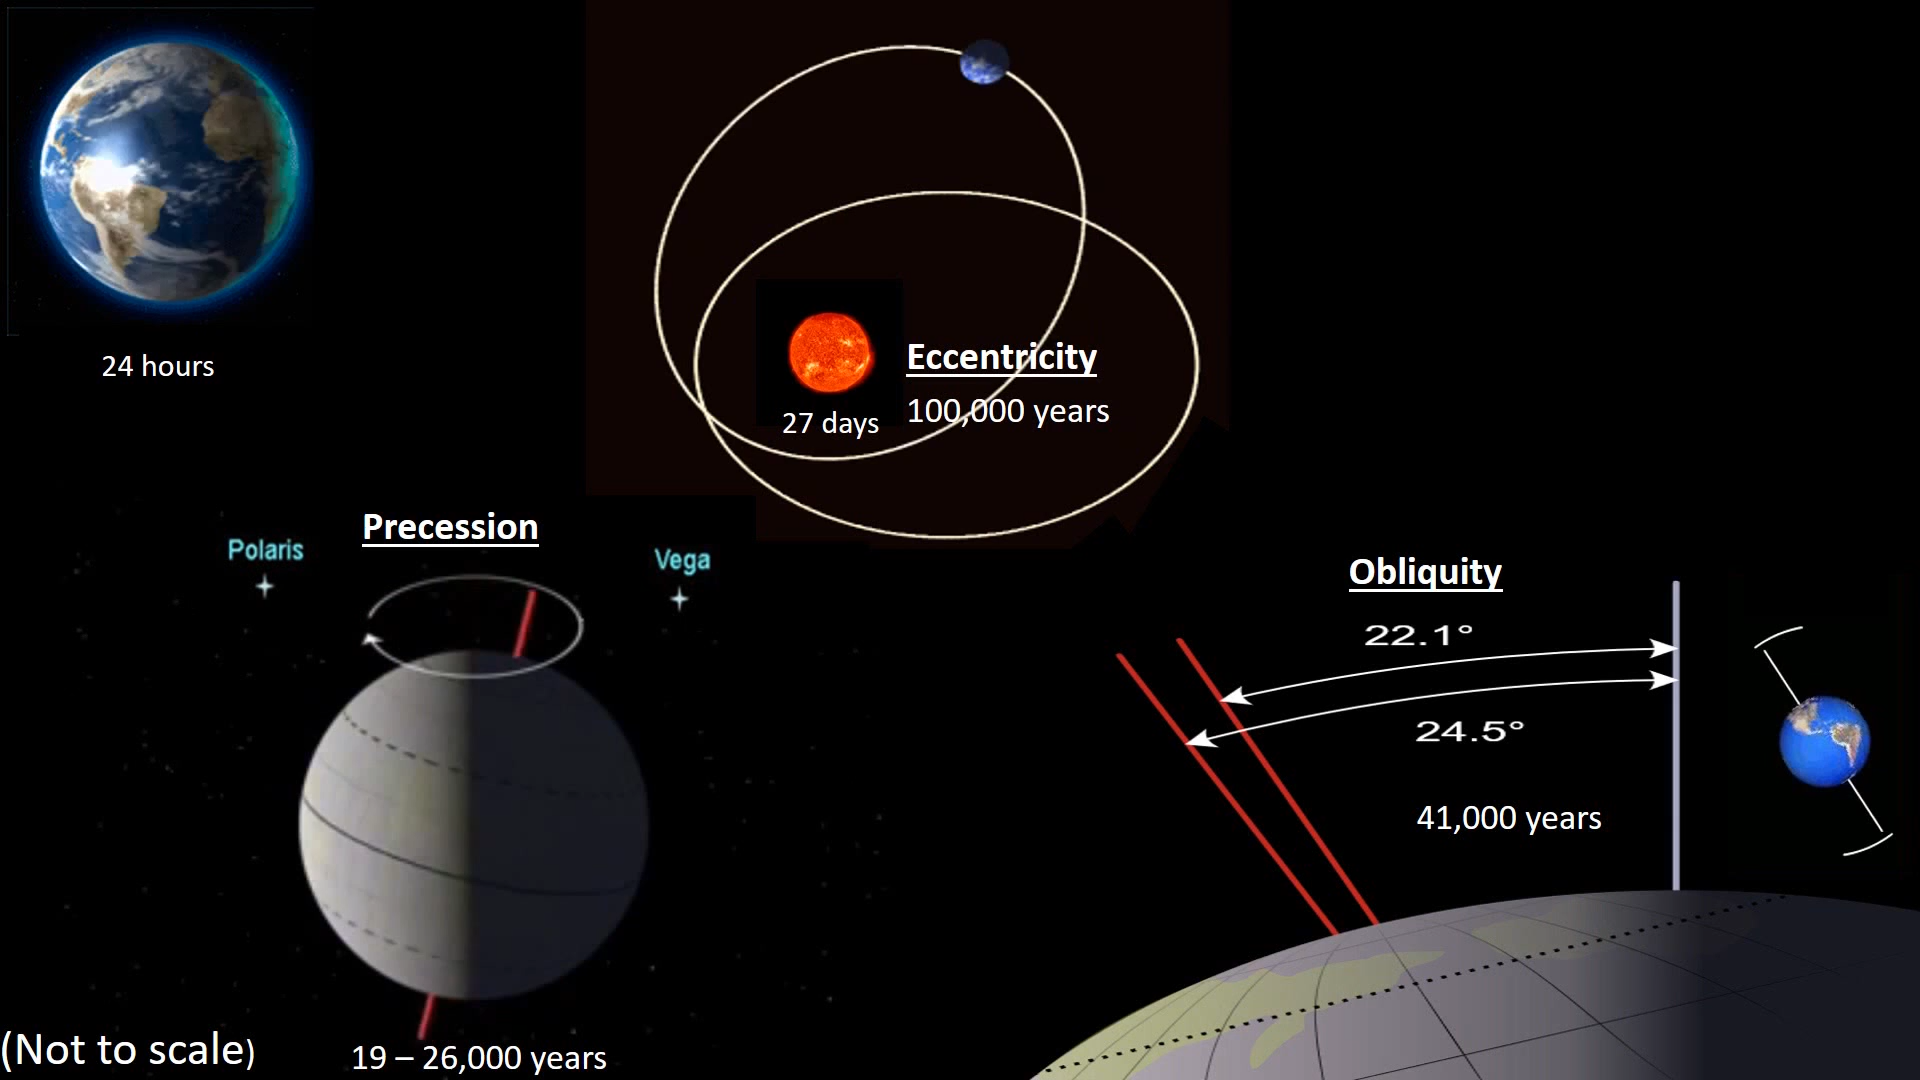 24 hours
Eccentricity
27 days
100,000 years
Precession
Polaris
Vega
Obliquity
22.1°
24.5°
41,000 years
(Not to scale)
19 – 26,000 years